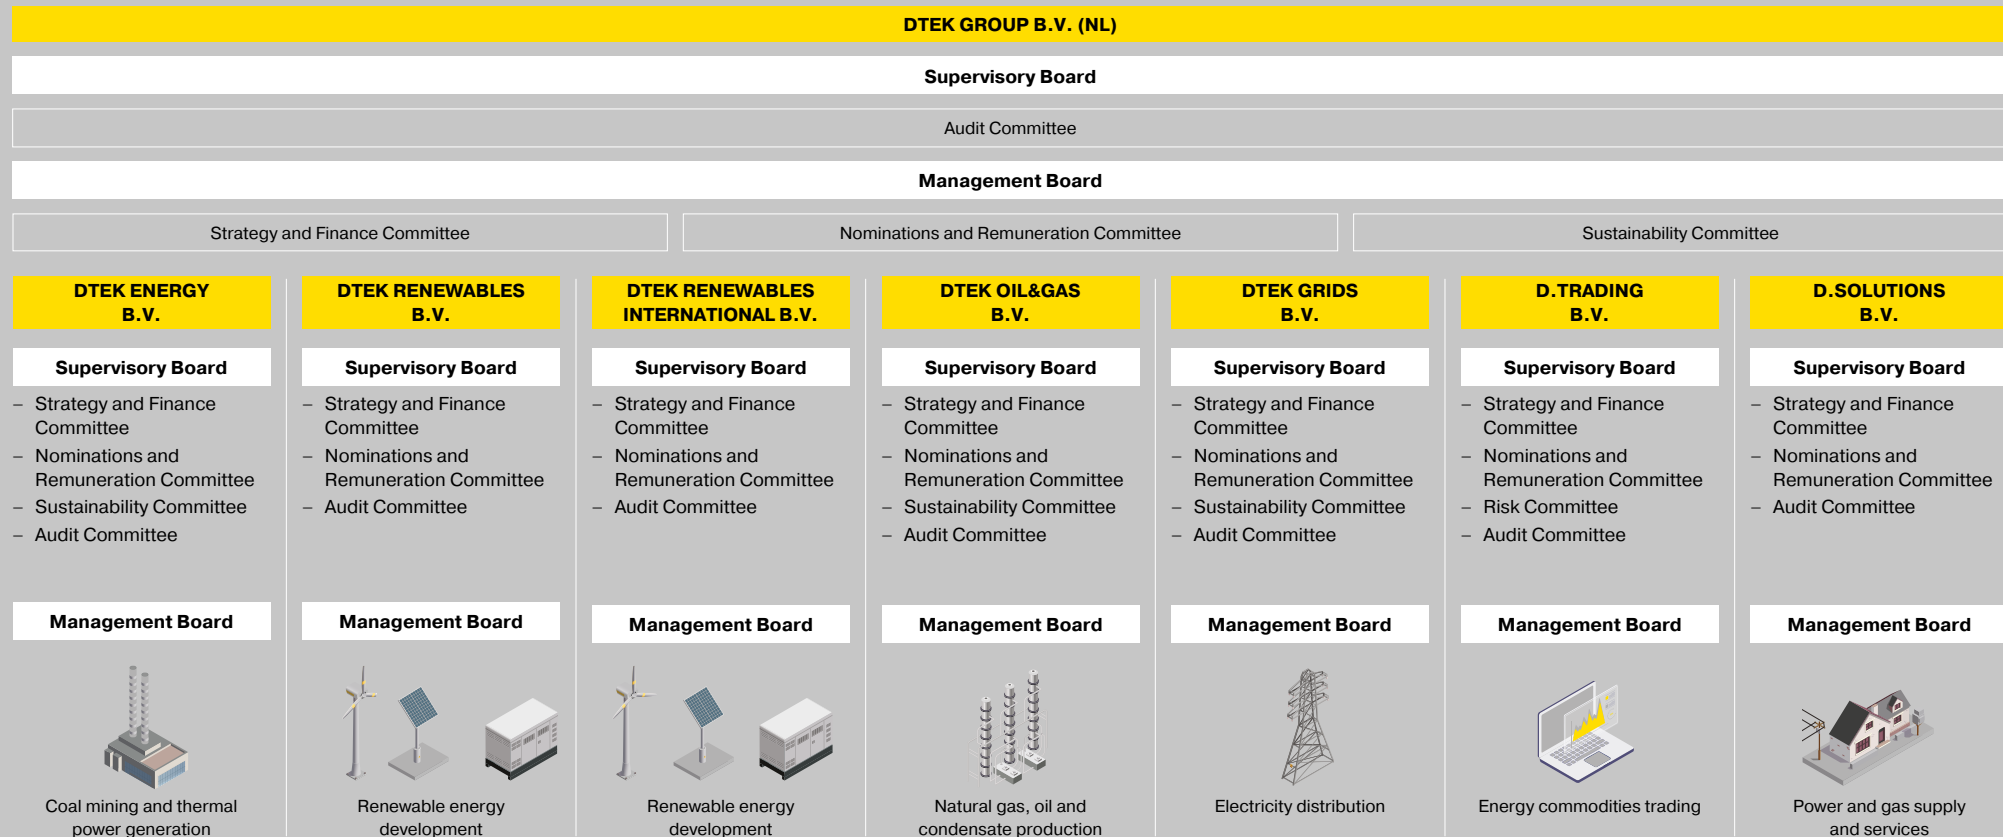 DTEK GROUP B.V. (NL)
Supervisory Board
Audit Committee
Management Board
Strategy and Finance Committee
Nominations and Remuneration Committee
Sustainability Committee
DTEK ENERGY
B.V.
Supervisory Board
– Strategy and Finance
Committee
– Nominations and
Remuneration Committee
– Sustainability Committee
– Audit Committee
Management Board
Coal mining and thermal
power generation
DTEK RENEWABLES
B.V.
Supervisory Board
– Strategy and Finance
Committee
– Nominations and
Remuneration Committee
– Audit Committee
Management Board
Renewable energy
development
DTEK RENEWABLES
INTERNATIONAL B.V.
Supervisory Board
– Strategy and Finance
Committee
– Nominations and
Remuneration Committee
– Audit Committee
Management Board
Renewable energy
development
DTEK OIL&GAS
B.V.
Supervisory Board
– Strategy and Finance
Committee
– Nominations and
Remuneration Committee
– Sustainability Committee
– Audit Committee
Management Board
Natural gas, oil and
condensate production
DTEK GRIDS
B.V.
Supervisory Board
– Strategy and Finance
Committee
– Nominations and
Remuneration Committee
– Sustainability Committee
– Audit Committee
Management Board
Electricity distribution
D.TRADING
B.V.
Supervisory Board
– Strategy and Finance
Committee
– Nominations and
Remuneration Committee
– Risk Committee
– Audit Committee
Management Board
Energy commodities trading
D.SOLUTIONS
B.V.
Supervisory Board
– Strategy and Finance
Committee
– Nominations and
Remuneration Committee
– Audit Committee
Management Board
Power and gas supply
and services